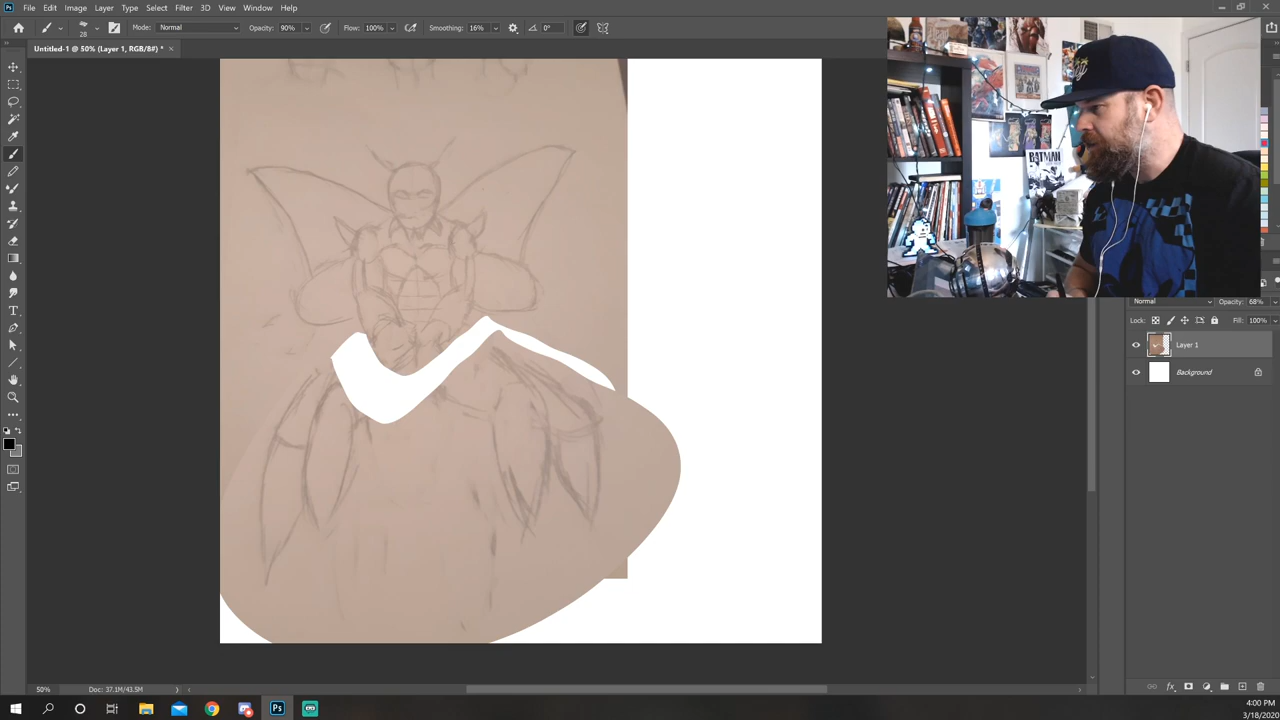 File Edit Image Layer Type Select Filter 3D View Window Help
28 Mode: Normal Opacity: 90% Flow: 100% Smoothing: 16% 0°
Untitled-1 @ 50% (Layer 1, RGB/8#) * ×
BATMAN
Normal Opacity: 68%
Lock: Fill: 100%
Layer 1
Background
50% Doc: 37.1M/43.5M
4:00 PM
3/18/2020